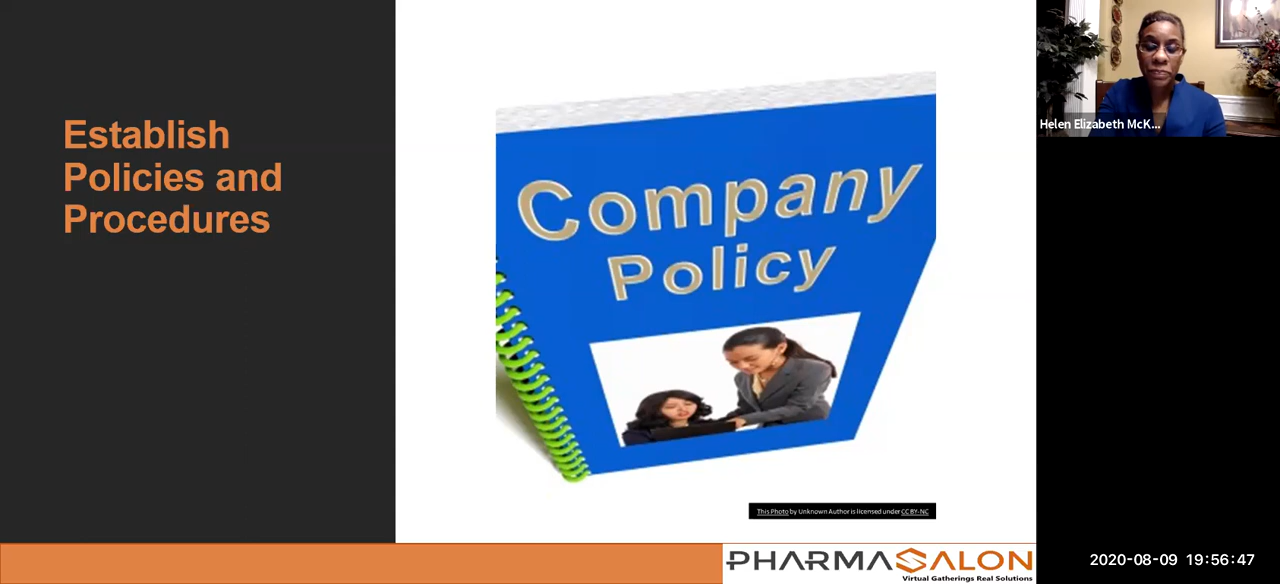 Establish
Policies and
Procedures
Company
Policy
This Photo by Unknown Author is licensed under CC BY-NC
Helen Elizabeth McK...
PHARMASALON
Virtual Gatherings Real Solutions
2020-08-09 19:56:47